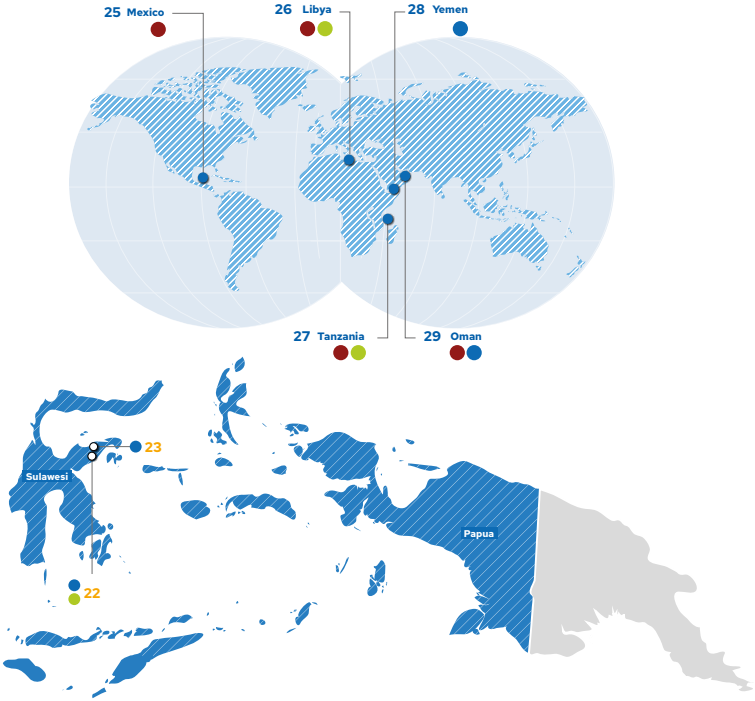 25 Mexico
26 Libya
28 Yemen
27 Tanzania
29 Oman
23
Sulawesi
Papua
22